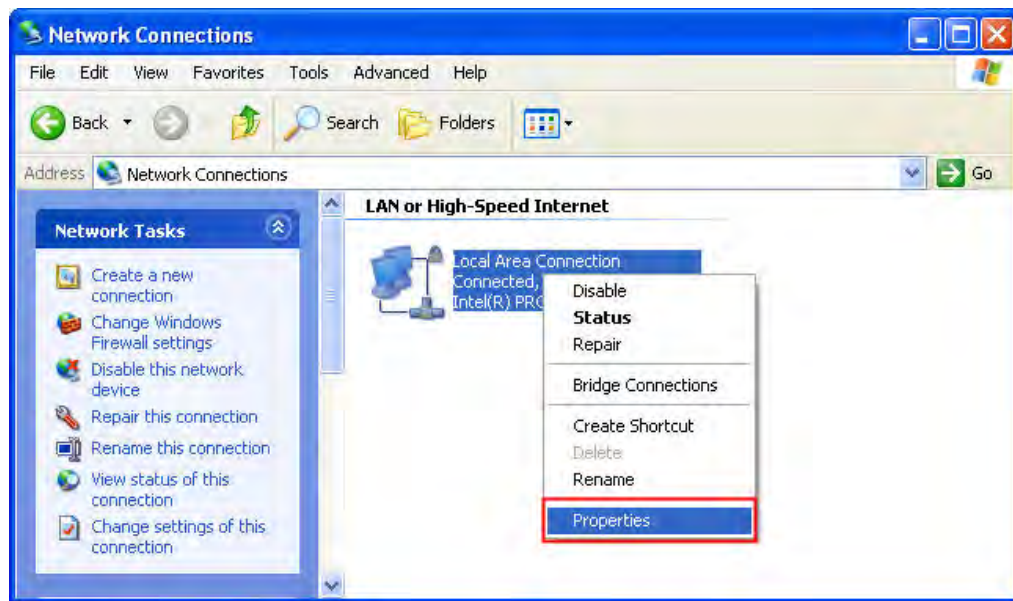 Network Connections
File Edit View Favorites Tools Advanced Help
Back Search Folders
Address Network Connections Go
Network Tasks
Create a new
connection
Change Windows
Firewall settings
Disable this network
device
Repair this connection
Rename this connection
View status of this
connection
Change settings of this
connection
LAN or High-Speed Internet
Local Area Connection
Connected,
Intel(R)
Disable
Status
Repair
Bridge Connections
Create Shortcut
Delete
Rename
Properties